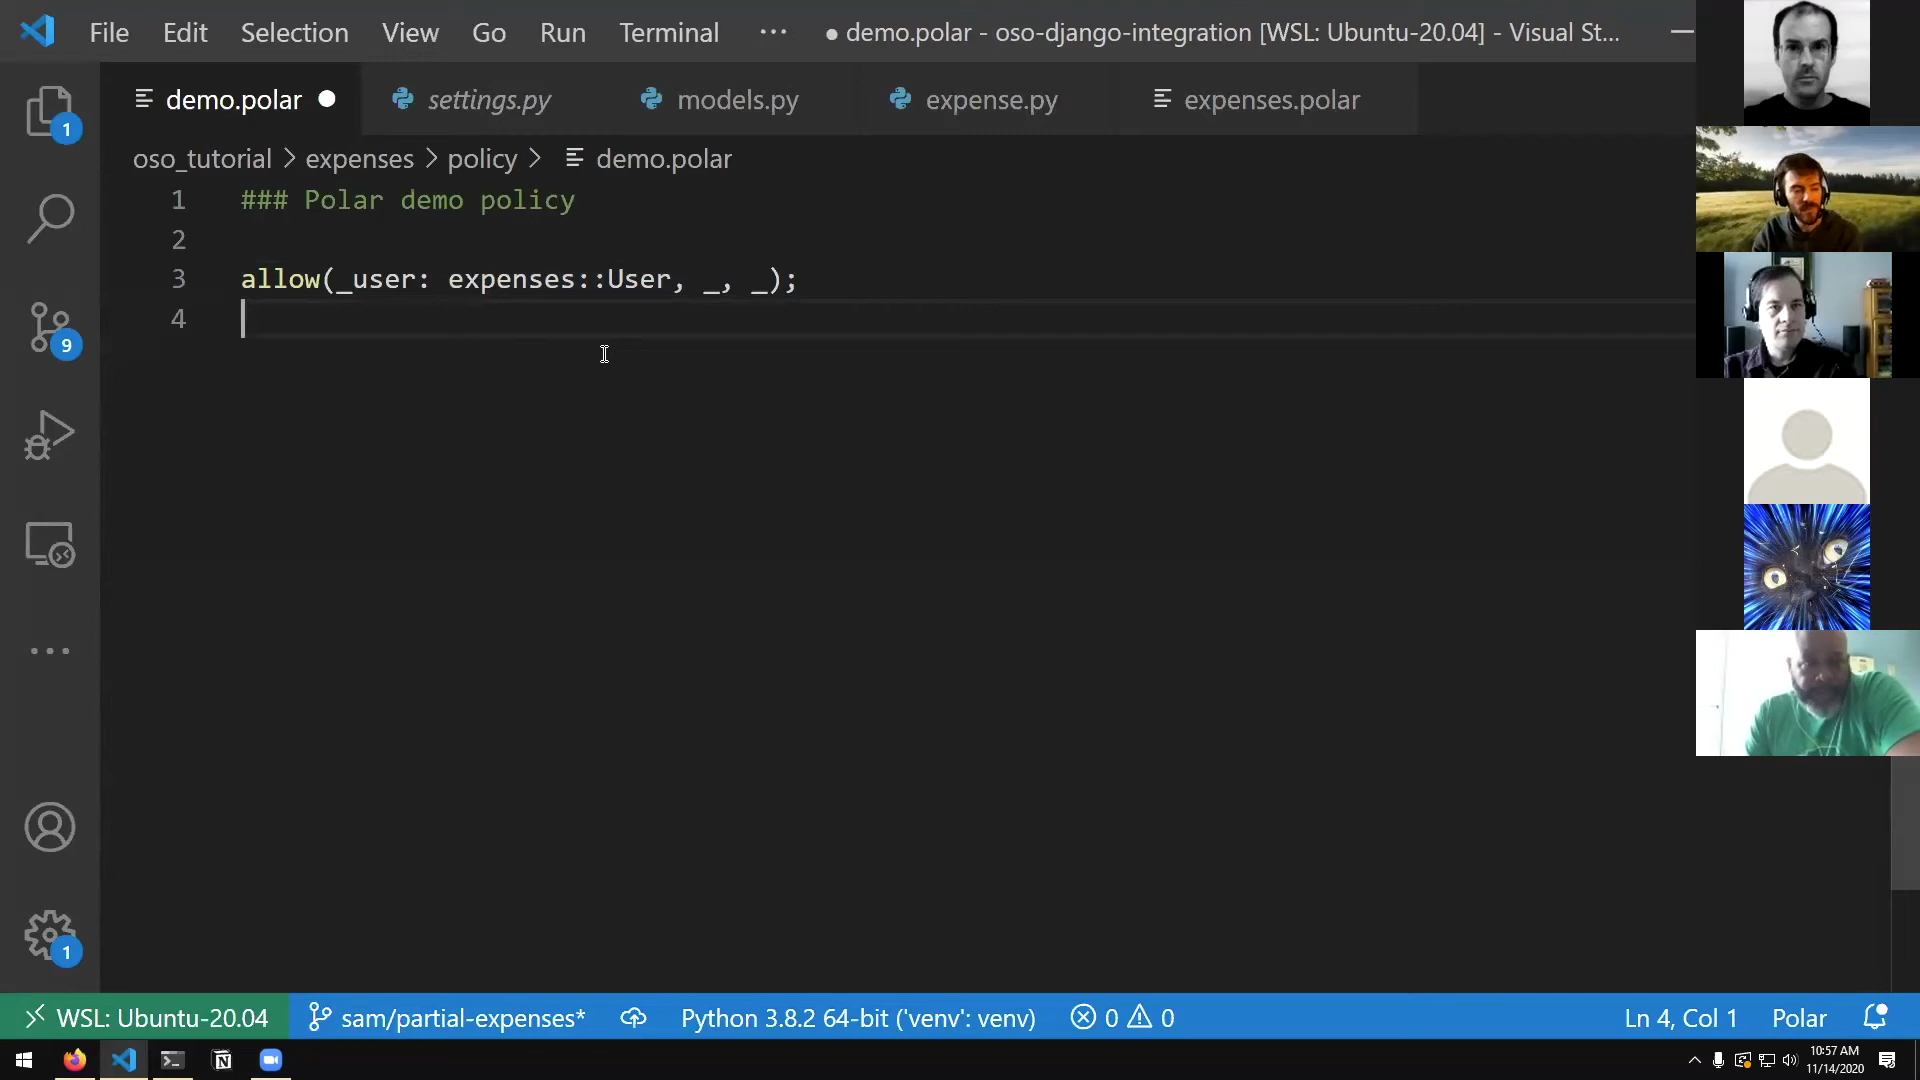 File Edit Selection View Go Run Terminal ··· ● demo.polar - oso-django-integration [WSL: Ubuntu-20.04] - Visual St...
demo.polar settings.py models.py expense.py expenses.polar
oso_tutorial > expenses > policy > demo.polar
1 ### Polar demo policy
2
3 allow(_user: expenses::User, _, _);
4
1
9
1
WSL: Ubuntu-20.04 sam/partial-expenses* Python 3.8.2 64-bit ('venv': venv) 0 0 Ln 4, Col 1 Polar
10:57 AM
11/14/2020